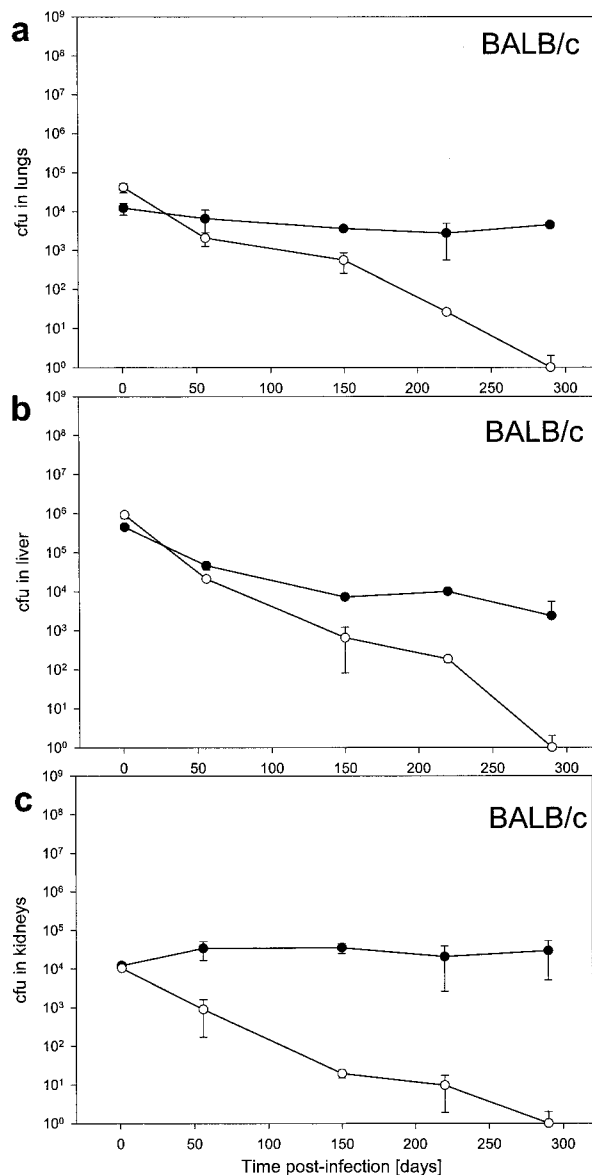 a
BALB/c
10⁹
10⁸
10⁷
10⁶
10⁵
10⁴
10³
10²
10¹
10⁰
cfu in lungs
0 50 100 150 200 250 300
b
BALB/c
10⁹
10⁸
10⁷
10⁶
10⁵
10⁴
10³
10²
10¹
10⁰
cfu in liver
0 50 100 150 200 250 300
c
BALB/c
10⁹
10⁸
10⁷
10⁶
10⁵
10⁴
10³
10²
10¹
10⁰
cfu in kidneys
0 50 100 150 200 250 300
Time post-infection [days]